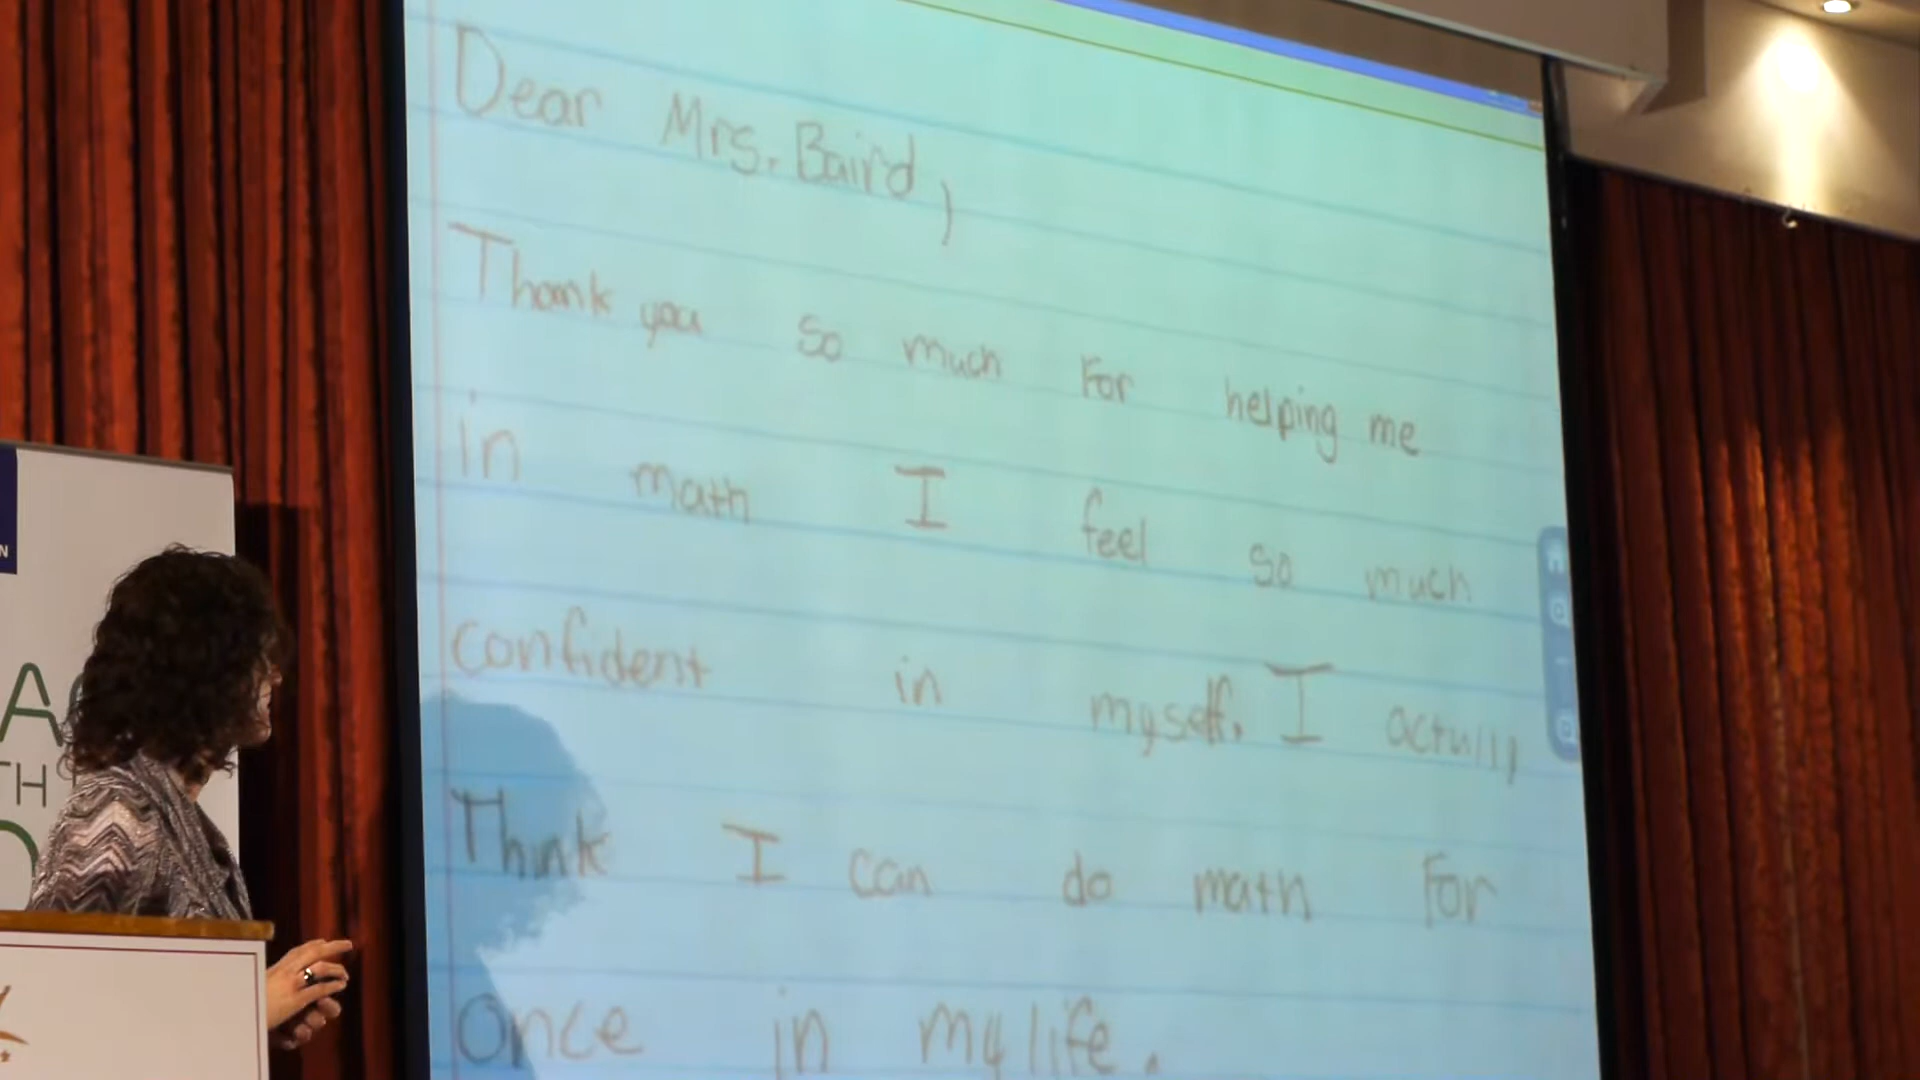 Dear Mrs. Baird,
Thank you so much For helping me
in math I feel so much
confident in myself. I actully
Think I can do math For
once in my life.
N
A
TH